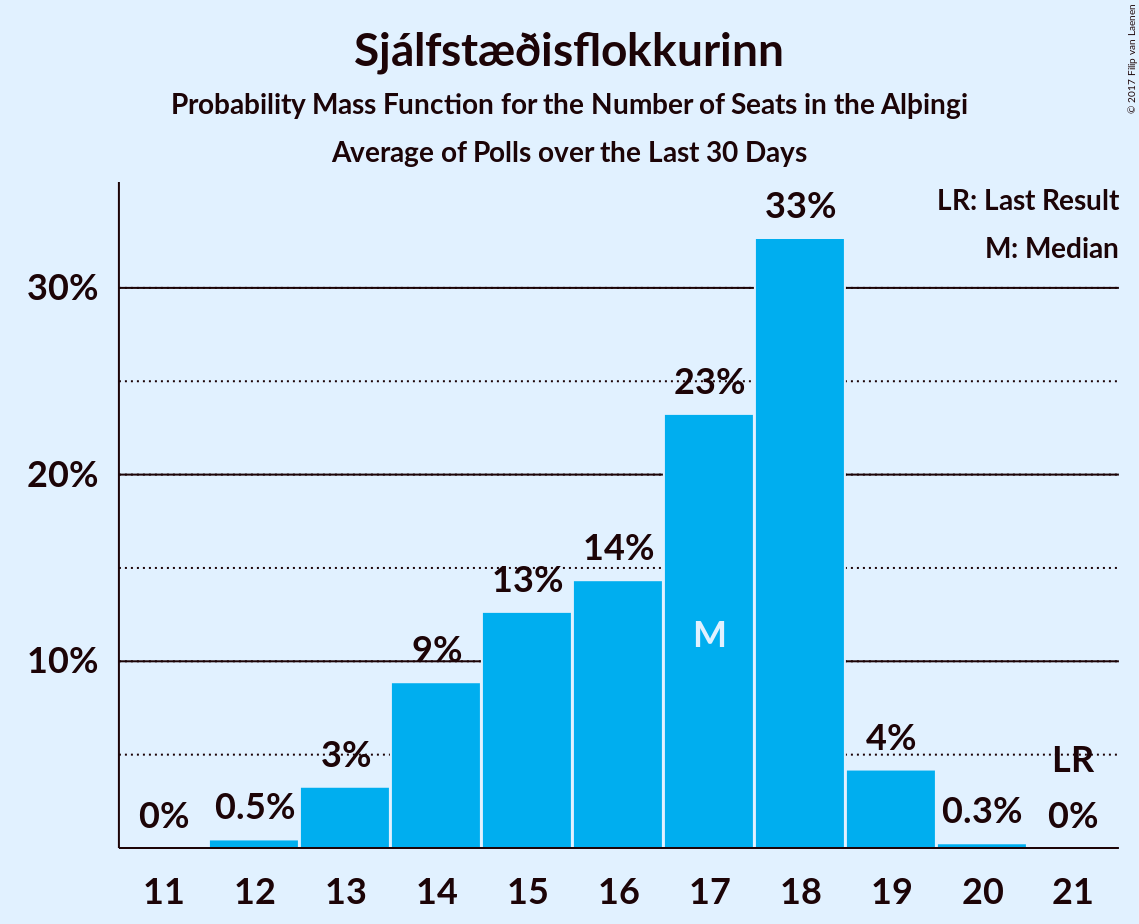 Sjálfstæðisflokkurinn
Probability Mass Function for the Number of Seats in the Alþingi
Average of Polls over the Last 30 Days
© 2017 Filip van Laenen
LR: Last Result
M: Median
30%
20%
10%
0%
0.5%
3%
9%
13%
14%
23%
M
33%
4%
0.3%
LR
0%
11 12 13 14 15 16 17 18 19 20 21